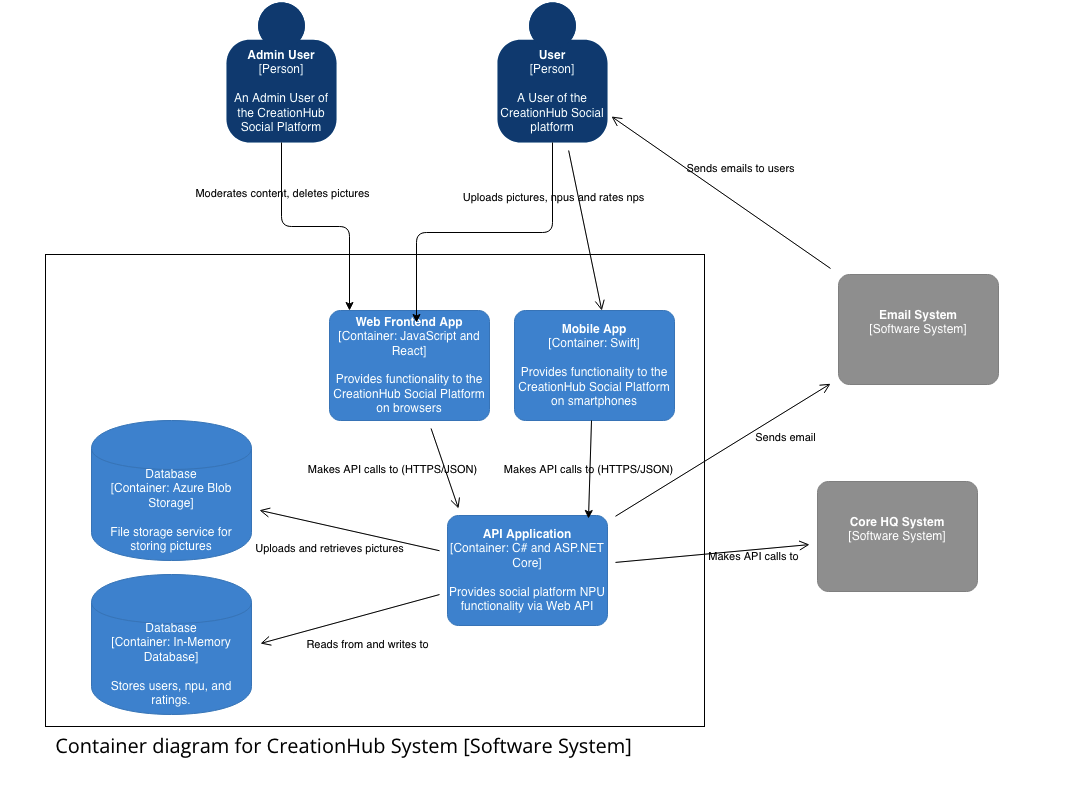 Admin User
[Person]
An Admin User of
the CreationHub
Social Platform
User
[Person]
A User of the
CreationHub Social
platform
Moderates content, deletes pictures
Uploads pictures, npus and rates nps
Sends emails to users
Web Frontend App
[Container: JavaScript and
React]
Provides functionality to the
CreationHub Social Platform
on browsers
Mobile App
[Container: Swift]
Provides functionality to the
CreationHub Social Platform
on smartphones
Email System
[Software System]
Makes API calls to (HTTPS/JSON)
Makes API calls to (HTTPS/JSON)
Sends email
Database
[Container: Azure Blob
Storage]
File storage service for
storing pictures
Uploads and retrieves pictures
API Application
[Container: C# and ASP.NET
Core]
Provides social platform NPU
functionality via Web API
Makes API calls to
Core HQ System
[Software System]
Database
[Container: In-Memory
Database]
Stores users, npu, and
ratings.
Reads from and writes to
Container diagram for CreationHub System [Software System]